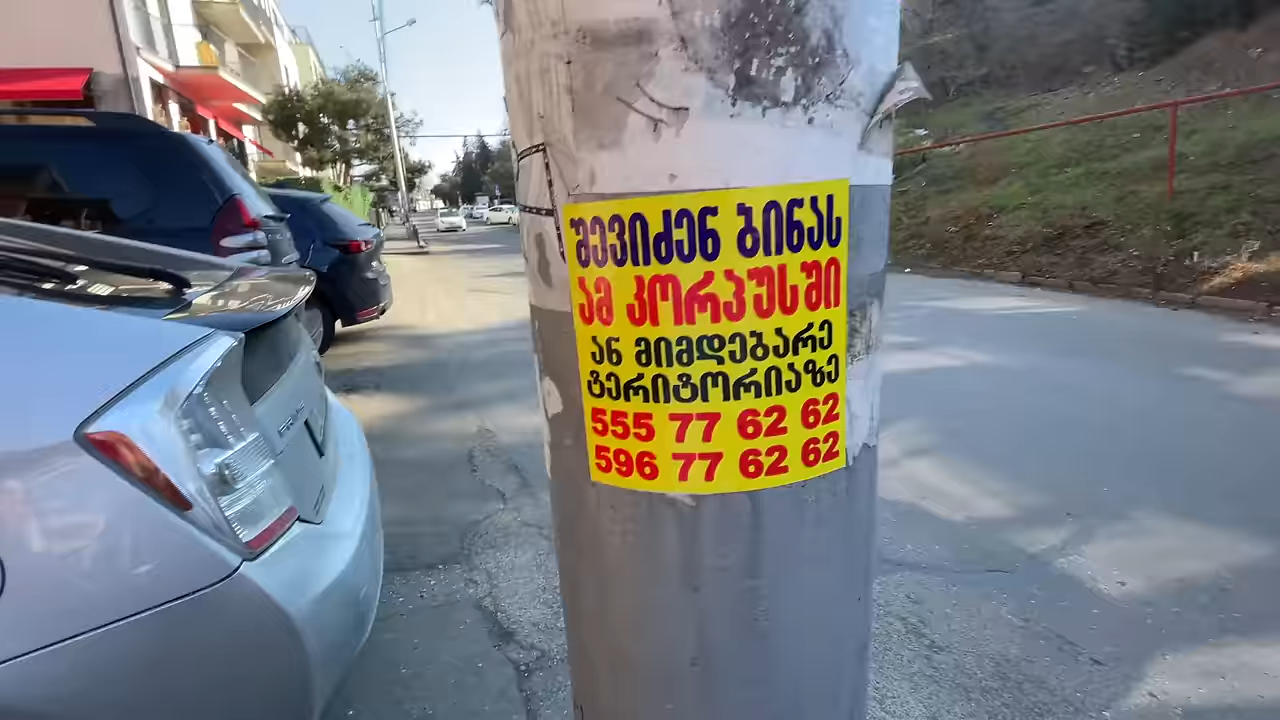 შევიძენ ბინას
ამ კორპუსში
ან მიმდებარე
ტერიტორიაზე
555 77 62 62
596 77 62 62